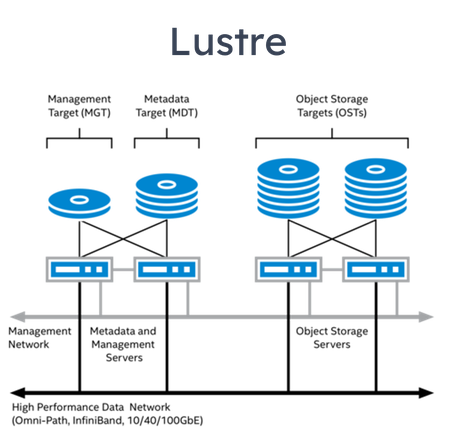 Lustre
Management
Target (MGT)
Metadata
Target (MDT)
Object Storage
Targets (OSTs)
Management
Network
Metadata and
Management
Servers
Object Storage
Servers
High Performance Data Network
(Omni-Path, InfiniBand, 10/40/100GbE)